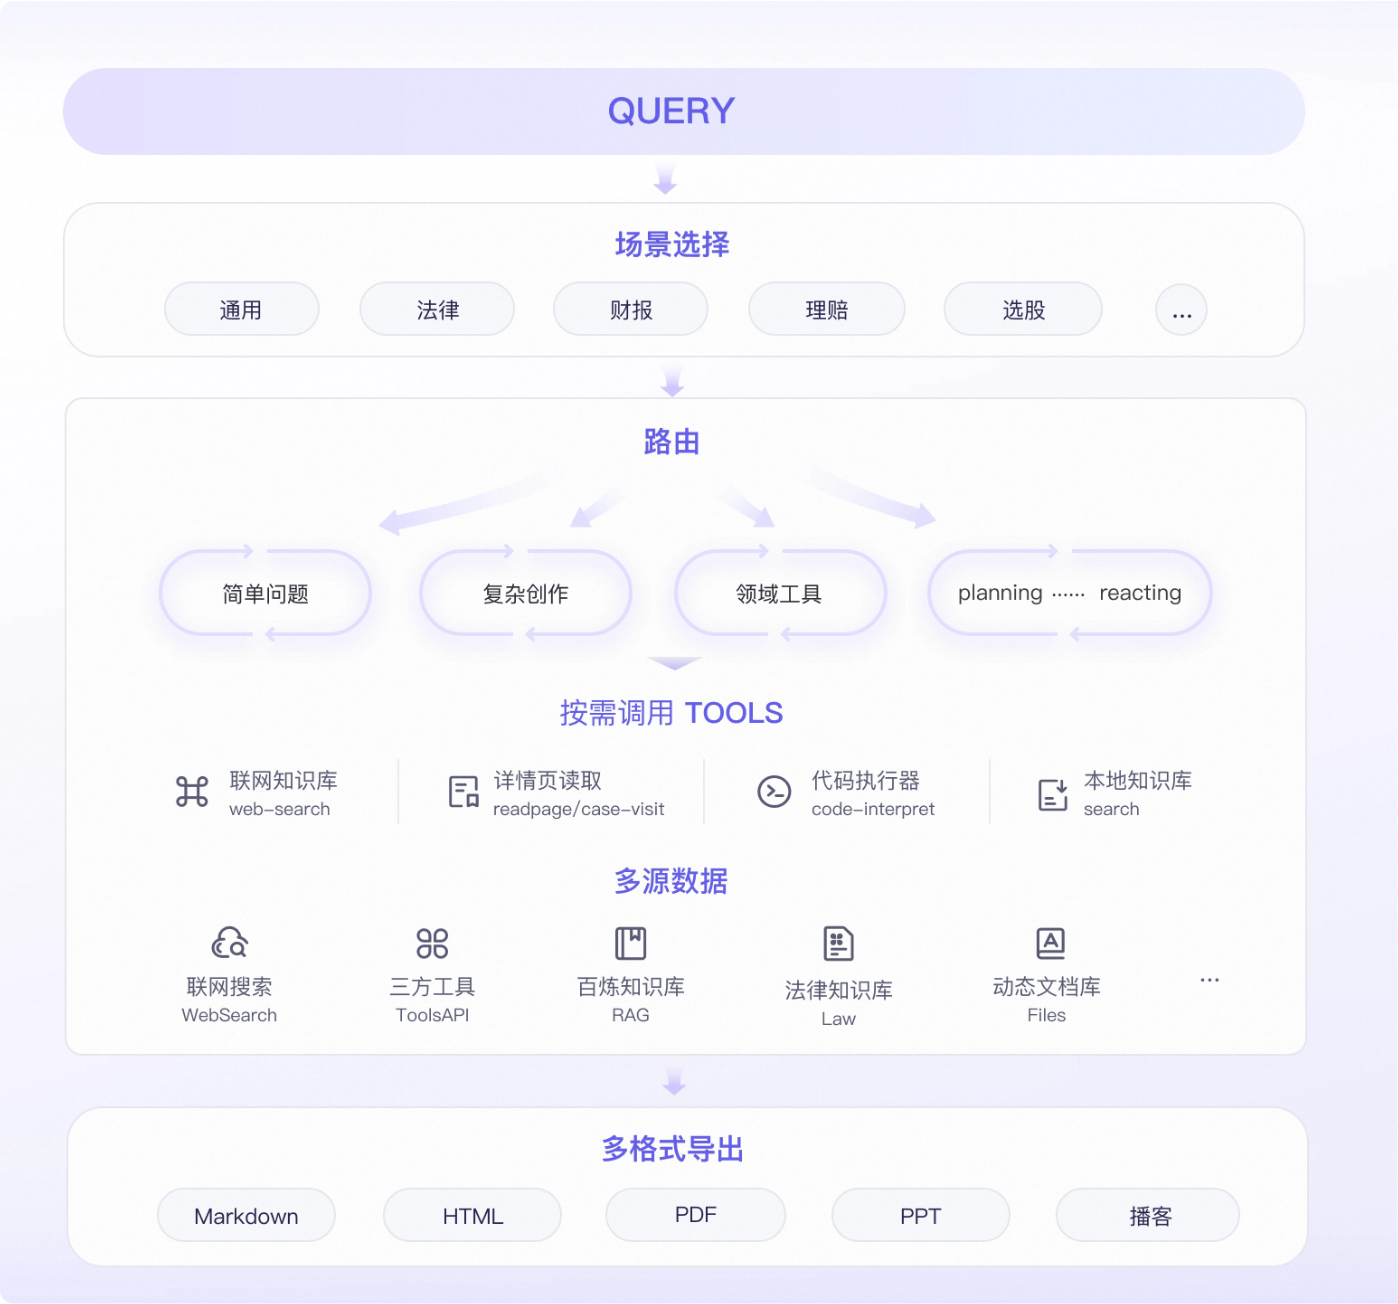 QUERY
场景选择
通用
法律
财报
理赔
选股
...
路由
简单问题
复杂创作
领域工具
planning ······ reacting
按需调用 TOOLS
联网知识库
web-search
详情页读取
readpage/case-visit
代码执行器
code-interpret
本地知识库
search
多源数据
联网搜索
WebSearch
三方工具
ToolsAPI
百炼知识库
RAG
法律知识库
Law
动态文档库
Files
...
多格式导出
Markdown
HTML
PDF
PPT
播客